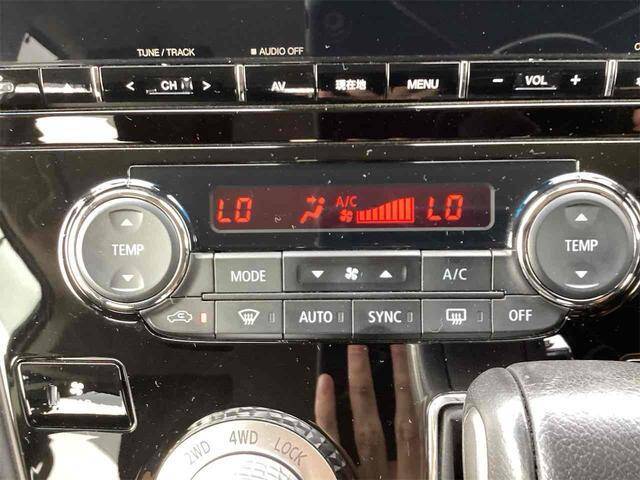 TUNE / TRACK AUDIO OFF
< CH > AV 現在地 MENU − VOL +
LO A/C LO
TEMP TEMP
MODE A/C
AUTO SYNC OFF
2WD 4WD LOCK